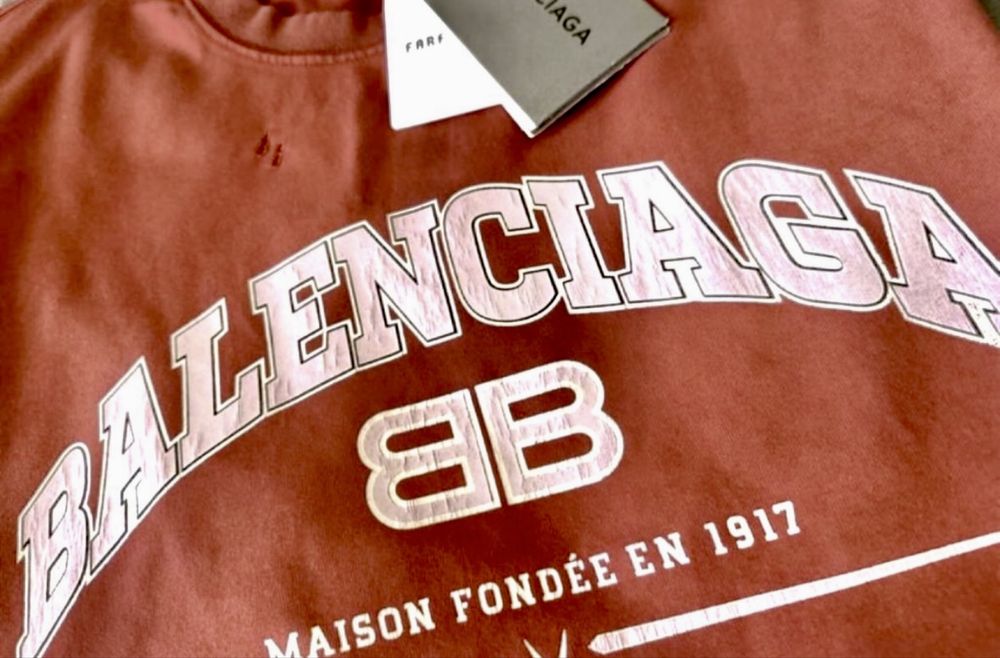 BALENCIAGA
BB
MAISON FONDÉE EN 1917